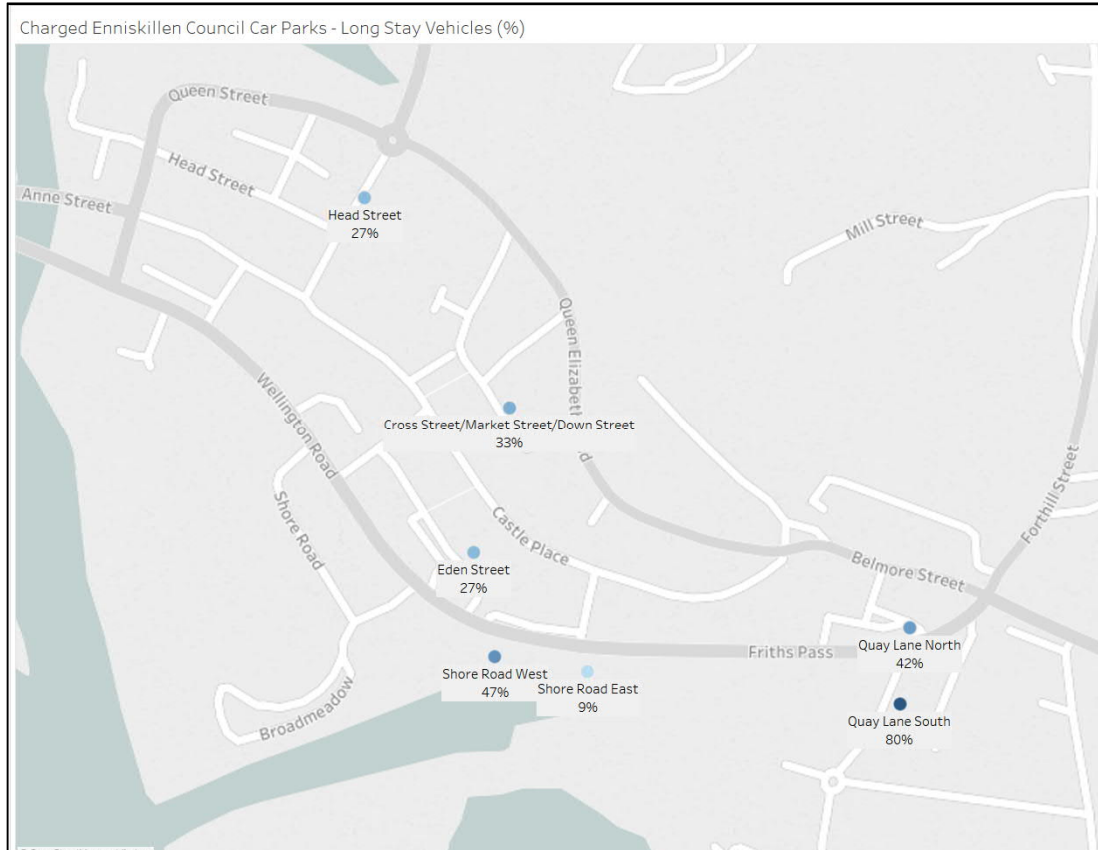 Charged Enniskillen Council Car Parks - Long Stay Vehicles (%)
Queen Street
Head Street
Anne Street
Head Street
27%
Mill Street
Queen Elizabeth
Wellington Road
Cross Street/Market Street/Down Street
33%
Shore Road
Castle Place
Forthill Street
Eden Street
27%
Belmore Street
Friths Pass
Quay Lane North
42%
Shore Road West
47%
Shore Road East
9%
Broadmeadow
Quay Lane South
80%